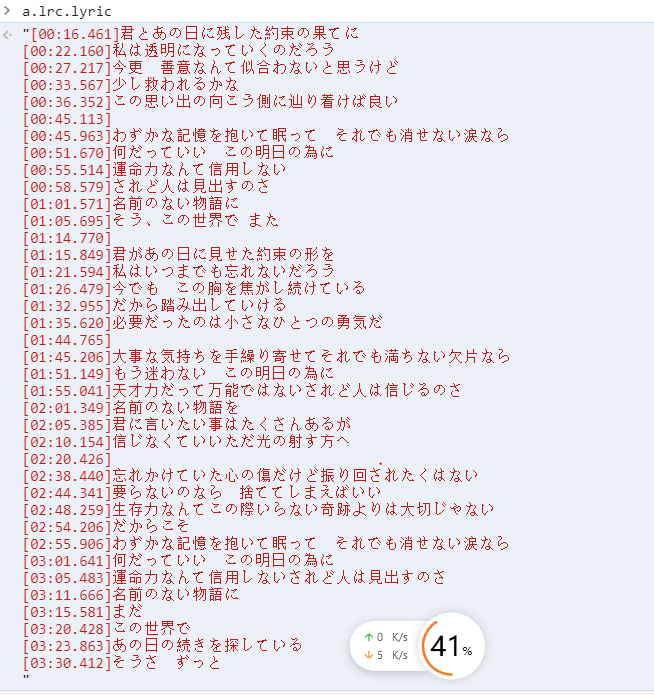 a.lrc.lyric
"[00:16.461]君とあの日に残した約束の果てに
[00:22.160]私は透明になっていくのだろう
[00:27.217]今更　善意なんて似合わないと思うけど
[00:33.567]少し救われるかな
[00:36.352]この思い出の向こう側に辿り着けば良い
[00:45.113]
[00:45.963]わずかな記憶を抱いて眠って　それでも消せない涙なら
[00:51.670]何だっていい　この明日の為に
[00:55.514]運命力なんて信用しない
[00:58.579]されど人は見出すのさ
[01:01.571]名前のない物語に
[01:05.695]そう、この世界で また
[01:14.770]
[01:15.849]君があの日に見せた約束の形を
[01:21.594]私はいつまでも忘れないだろう
[01:26.479]今でも　この胸を焦がし続けている
[01:32.955]だから踏み出していける
[01:35.620]必要だったのは小さなひとつの勇気だ
[01:44.765]
[01:45.206]大事な気持ちを手繰り寄せてそれでも満ちない欠片なら
[01:51.149]もう迷わない　この明日の為に
[01:55.041]天才力だって万能ではないされど人は信じるのさ
[02:01.349]名前のない物語を
[02:05.385]君に言いたい事はたくさんあるが
[02:10.154]信じなくていいただ光の射す方へ
[02:20.426]
[02:38.440]忘れかけていた心の傷だけど振り回されたくはない
[02:44.341]要らないのなら　捨ててしまえばいい
[02:48.259]生存力なんてこの際いらない奇跡よりは大切じゃない
[02:54.206]だからこそ
[02:55.906]わずかな記憶を抱いて眠って　それでも消せない涙なら
[03:01.641]何だっていい　この明日の為に
[03:05.483]運命力なんて信用しないされど人は見出すのさ
[03:11.666]名前のない物語に
[03:15.581]まだ
[03:20.428]この世界で
[03:23.863]あの日の続きを探している
[03:30.412]そうさ　ずっと
"
↑ 0 K/s
↓ 5 K/s
41%